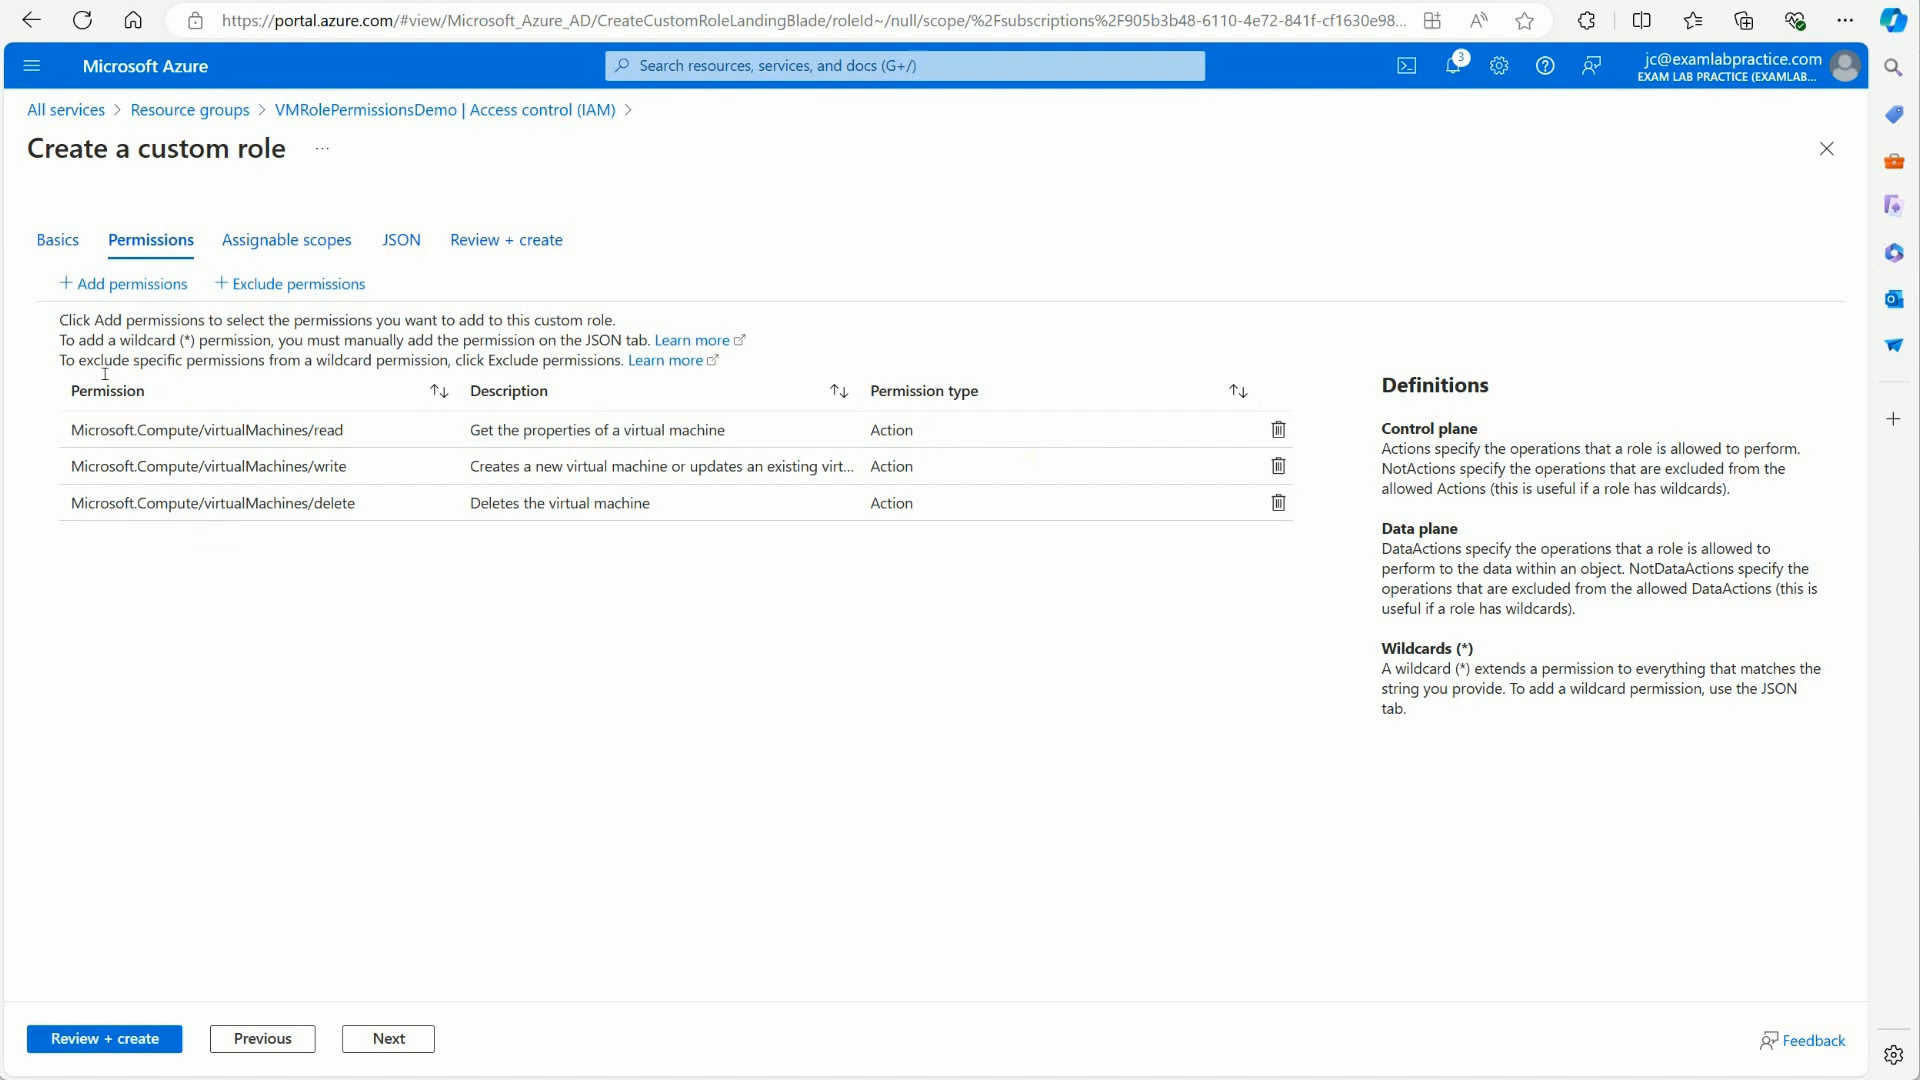 https://portal.azure.com/#view/Microsoft_Azure_AD/CreateCustomRoleLandingBlade/roleId~/null/scope/%2Fsubscriptions%2F905b3b48-6110-4e72-841f-cf1630e98...
Microsoft Azure
Search resources, services, and docs (G+/)
3
jc@examlabpractice.com
EXAM LAB PRACTICE (EXAMLAB...
All services > Resource groups > VMRolePermissionsDemo | Access control (IAM) >
Create a custom role ...
Basics Permissions Assignable scopes JSON Review + create
+ Add permissions + Exclude permissions
Click Add permissions to select the permissions you want to add to this custom role.
To add a wildcard (*) permission, you must manually add the permission on the JSON tab. Learn more
To exclude specific permissions from a wildcard permission, click Exclude permissions. Learn more
Permission Description Permission type
Microsoft.Compute/virtualMachines/read Get the properties of a virtual machine Action
Microsoft.Compute/virtualMachines/write Creates a new virtual machine or updates an existing virt... Action
Microsoft.Compute/virtualMachines/delete Deletes the virtual machine Action
Definitions
Control plane
Actions specify the operations that a role is allowed to perform.
NotActions specify the operations that are excluded from the
allowed Actions (this is useful if a role has wildcards).
Data plane
DataActions specify the operations that a role is allowed to
perform to the data within an object. NotDataActions specify the
operations that are excluded from the allowed DataActions (this is
useful if a role has wildcards).
Wildcards (*)
A wildcard (*) extends a permission to everything that matches the
string you provide. To add a wildcard permission, use the JSON
tab.
Review + create Previous Next
Feedback